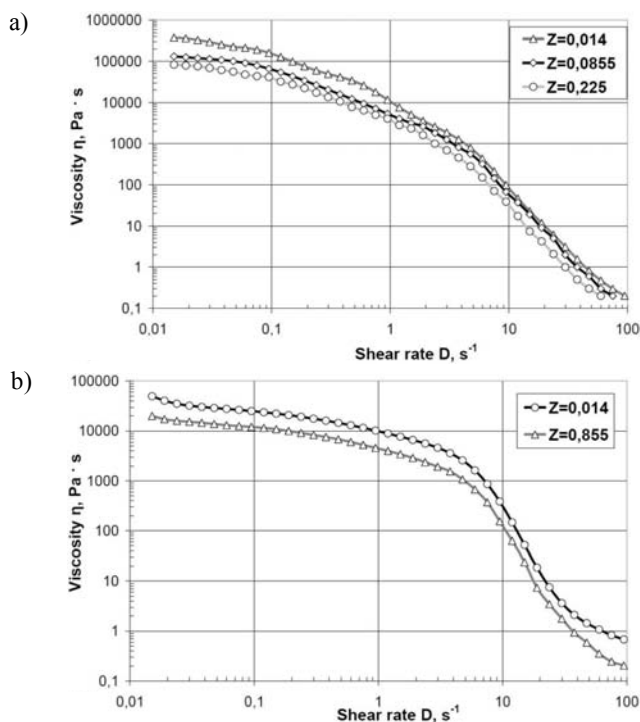 a)
1000000
100000
10000
1000
100
10
1
0,1
Viscosity η, Pa · s
Z=0,014
Z=0,0855
Z=0,225
0,01
0,1
1
10
100
Shear rate D, s⁻¹
b)
100000
10000
1000
100
10
1
0,1
Viscosity η, Pa · s
Z=0,014
Z=0,855
0,01
0,1
1
10
100
Shear rate D, s⁻¹